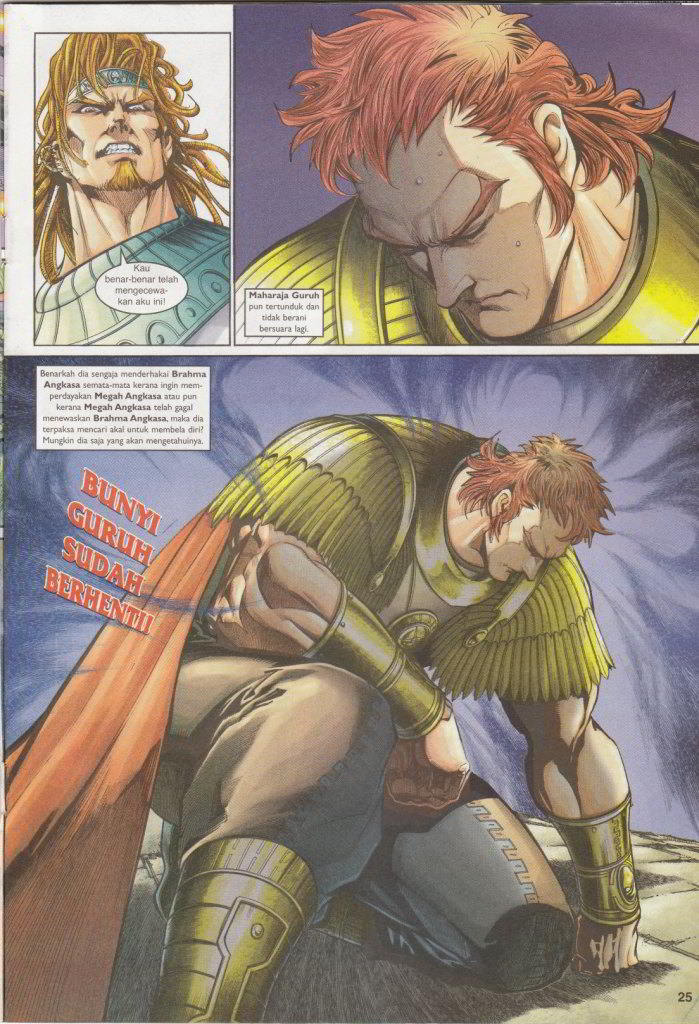 Kau
benar-benar telah
mengecewa-
kan aku ini!
Maharaja Guruh
pun tertunduk dan
tidak berani
bersuara lagi.
Benarkah dia sengaja menderhakai Brahma
Angkasa semata-mata kerana ingin mem-
perdayakan Megah Angkasa atau pun
kerana Megah Angkasa telah gagal
menewaskan Brahma Angkasa, maka dia
terpaksa mencari akal untuk membela diri?
Mungkin dia saja yang akan mengetahuinya.
BUNYI
GURUH
SUDAH
BERHENTI!
25